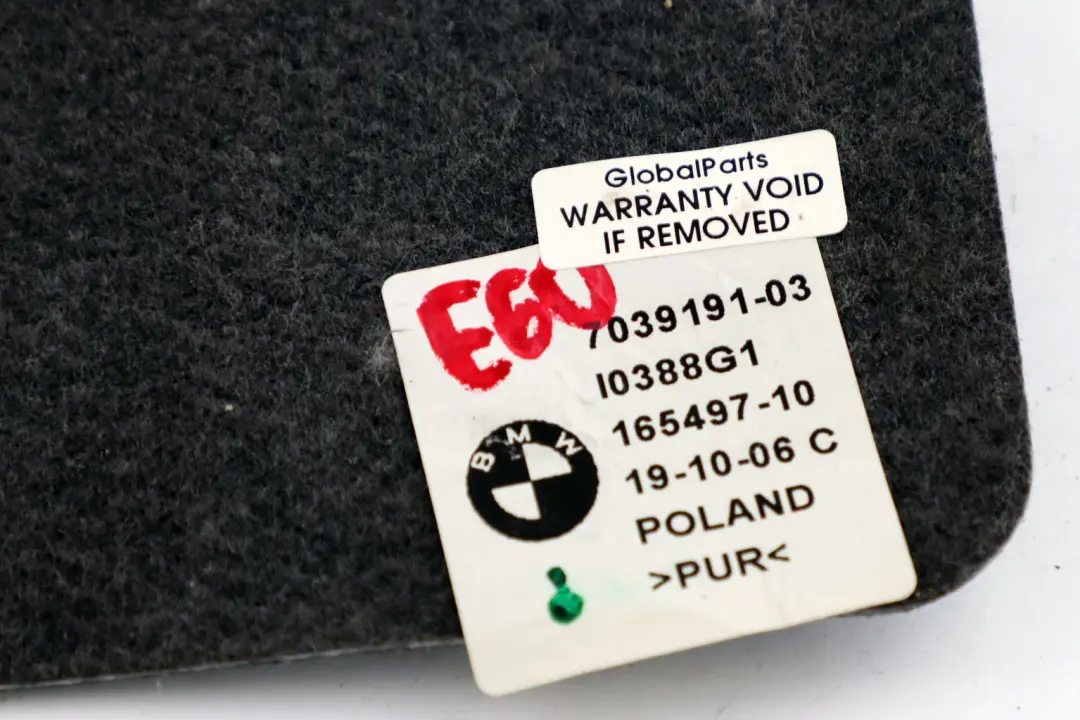 GlobalParts
WARRANTY VOID
IF REMOVED
E60
7039191-03
I0388G1
165497-10
19-10-06 C
POLAND
>PUR<
BMW